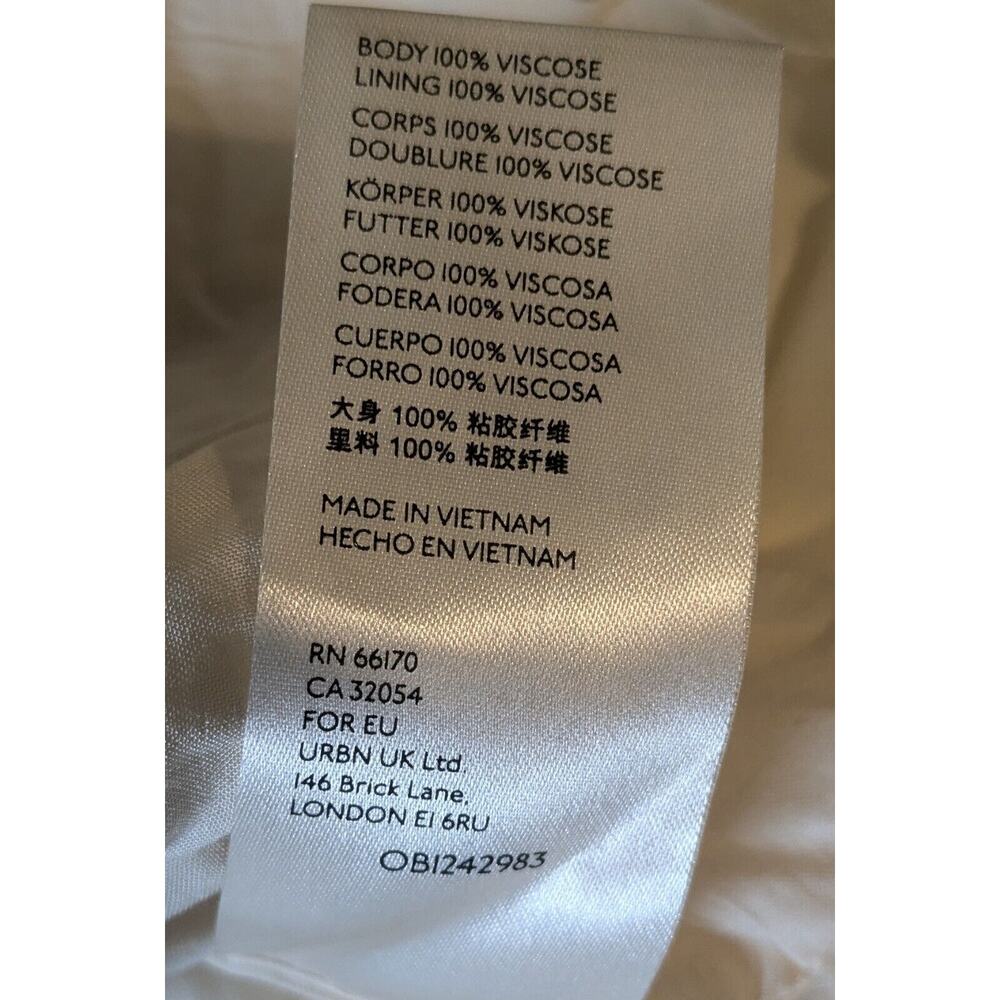 BODY 100% VISCOSE
LINING 100% VISCOSE
CORPS 100% VISCOSE
DOUBLURE 100% VISCOSE
KÖRPER 100% VISKOSE
FUTTER 100% VISKOSE
CORPO 100% VISCOSA
FODERA 100% VISCOSA
CUERPO 100% VISCOSA
FORRO 100% VISCOSA
大身 100% 粘胶纤维
里料 100% 粘胶纤维
MADE IN VIETNAM
HECHO EN VIETNAM
RN 66170
CA 32054
FOR EU
URBN UK Ltd.
146 Brick Lane,
LONDON E1 6RU
OB1242983